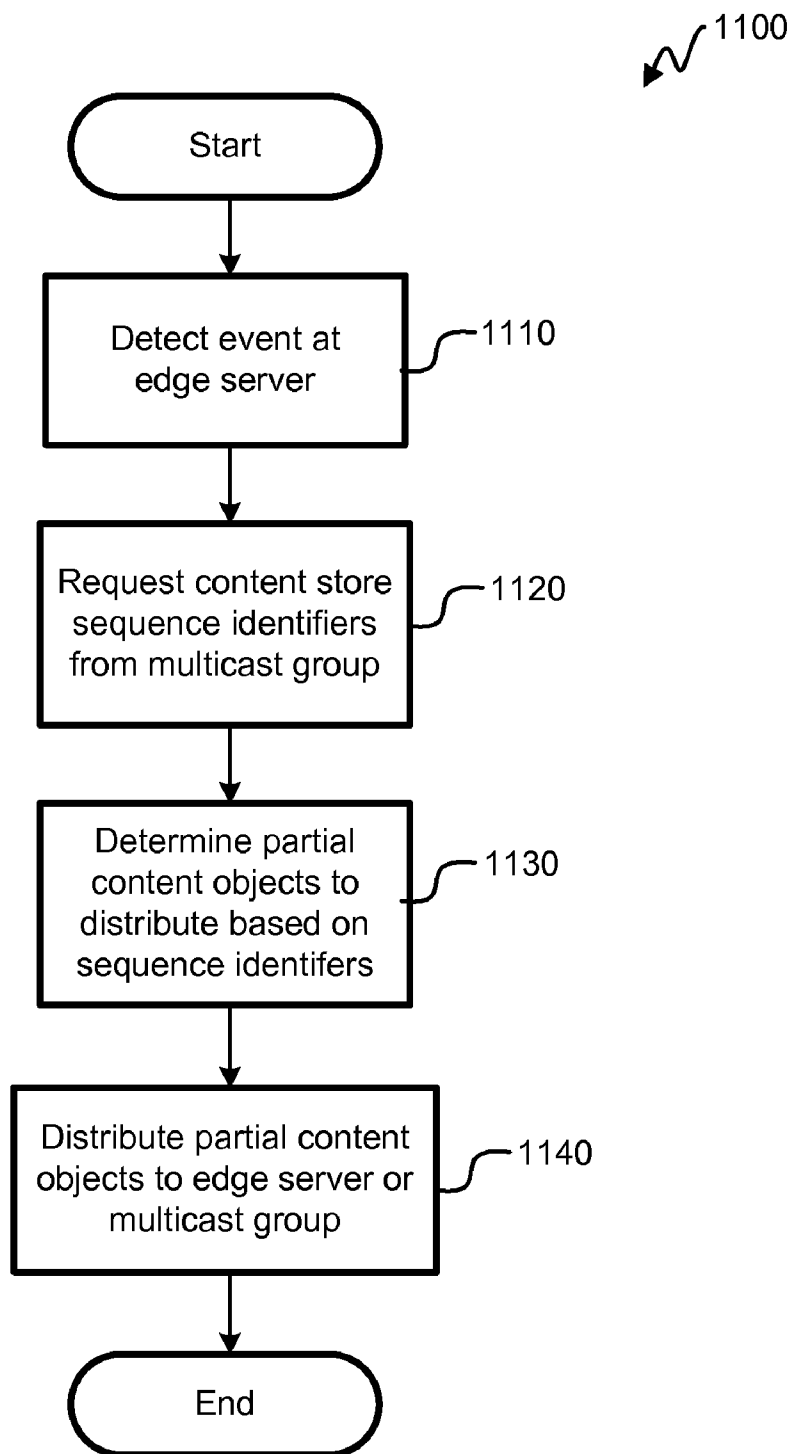 1100
Start
Detect event at
edge server
1110
Request content store
sequence identifiers
from multicast group
1120
Determine partial
content objects to
distribute based on
sequence identifers
1130
Distribute partial content
objects to edge server or
multicast group
1140
End